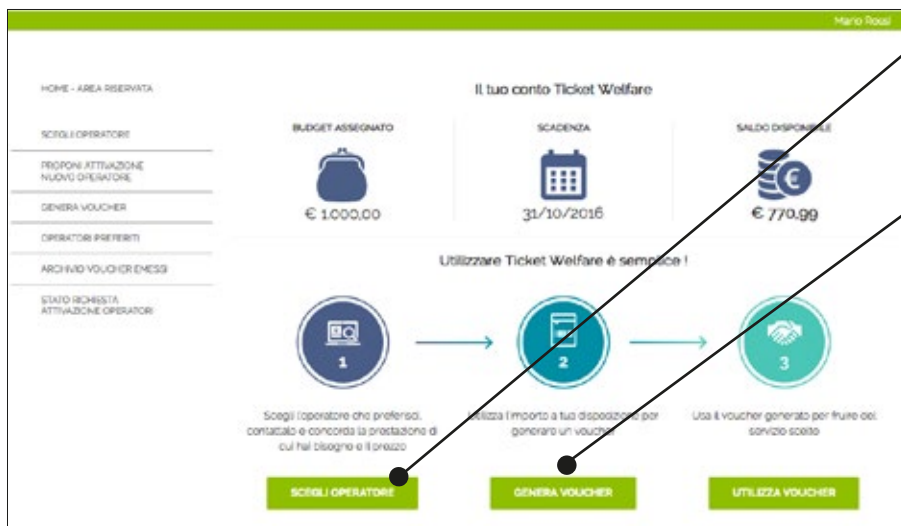 Mario Rossi
HOME - AREA RISERVATA
SCEGLI OPERATORE
PROPONI ATTIVAZIONE
NUOVO OPERATORE
GENERA VOUCHER
OPERATORI PREFERITI
ARCHIVIO VOUCHER EMESSI
STATO RICHIESTA
ATTIVAZIONE OPERATORI
Il tuo conto Ticket Welfare
BUDGET ASSEGNATO
€ 1.000,00
SCADENZA
31/10/2016
SALDO DISPONIBILE
€ 770,99
Utilizzare Ticket Welfare è semplice !
1
2
3
Scegli l'operatore che preferisci,
contattalo e concorda la prestazione di
cui hai bisogno e il prezzo
Utilizza l'importo a tua disposizione per
generare un voucher
Usa il voucher generato per fruire del
servizio scelto
SCEGLI OPERATORE
GENERA VOUCHER
UTILIZZA VOUCHER